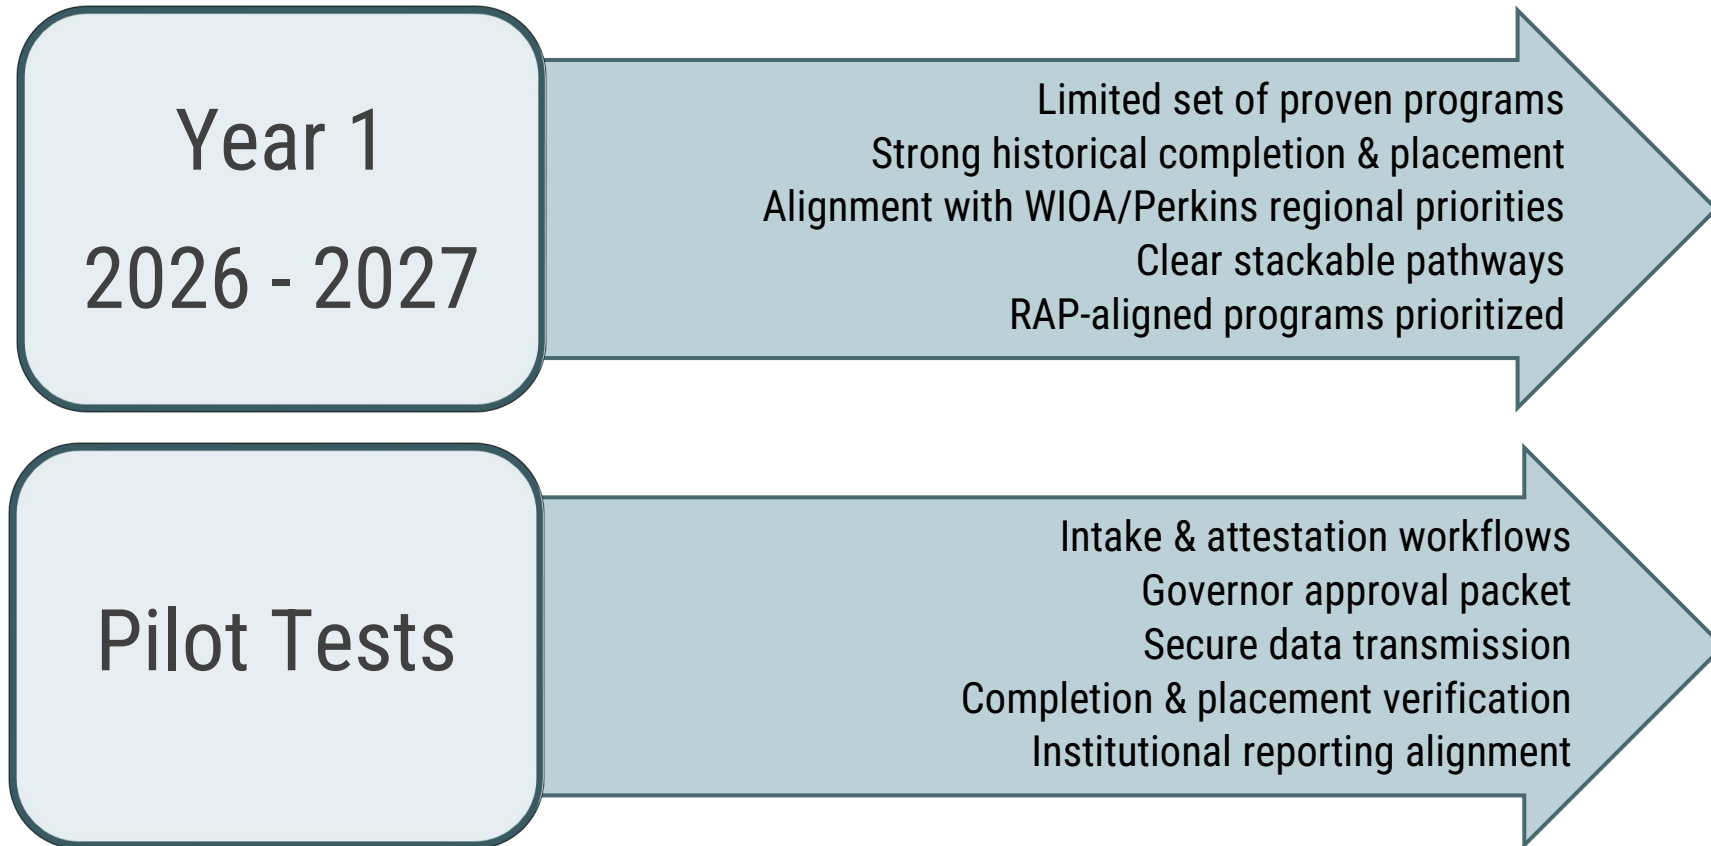 Year 1
2026 - 2027
Limited set of proven programs
Strong historical completion & placement
Alignment with WIOA/Perkins regional priorities
Clear stackable pathways
RAP-aligned programs prioritized
Pilot Tests
Intake & attestation workflows
Governor approval packet
Secure data transmission
Completion & placement verification
Institutional reporting alignment